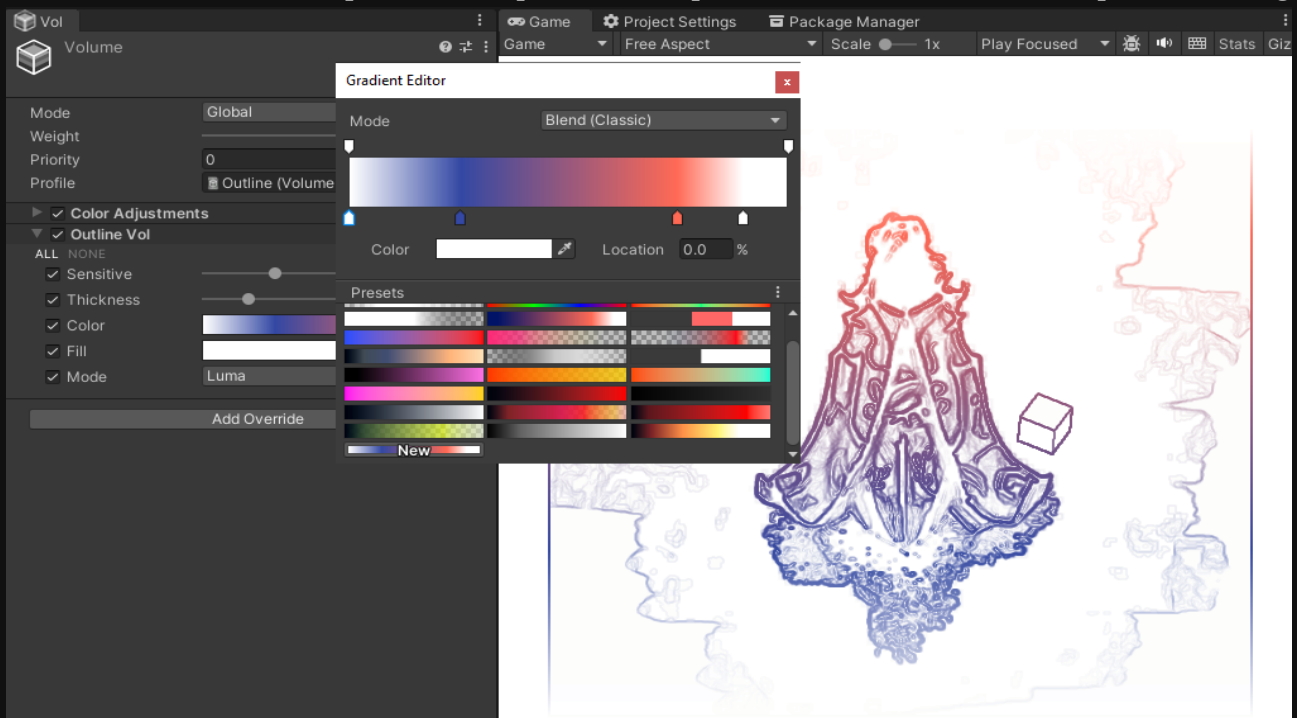 Vol
Game
Project Settings
Package Manager
Volume
Game
Free Aspect
Scale
1x
Play Focused
Stats
Giz
Gradient Editor
x
Mode
Global
Weight
Priority
0
Profile
Outline (Volume
Color Adjustments
Outline Vol
ALL
NONE
Sensitive
Thickness
Color
Fill
Mode
Luma
Add Override
Mode
Blend (Classic)
Color
Location
0.0
%
Presets
New